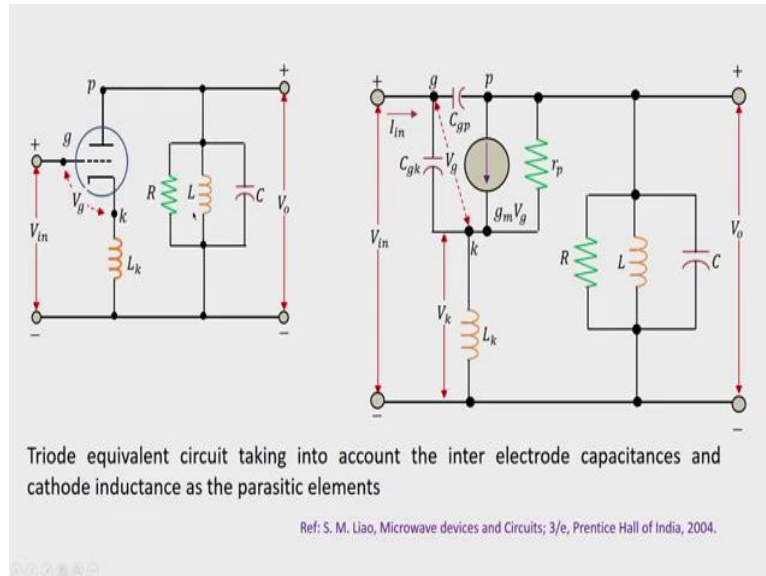 +
p
g
+
V_g
k
R
L
C
V_o
V_in
L_k
−
−
+
g
p
+
I_in
C_gp
C_gk
V_g
r_p
g_mV_g
V_in
k
V_k
L_k
R
L
C
V_o
−
−
Triode equivalent circuit taking into account the inter electrode capacitances and
cathode inductance as the parasitic elements
Ref: S. M. Liao, Microwave devices and Circuits; 3/e, Prentice Hall of India, 2004.